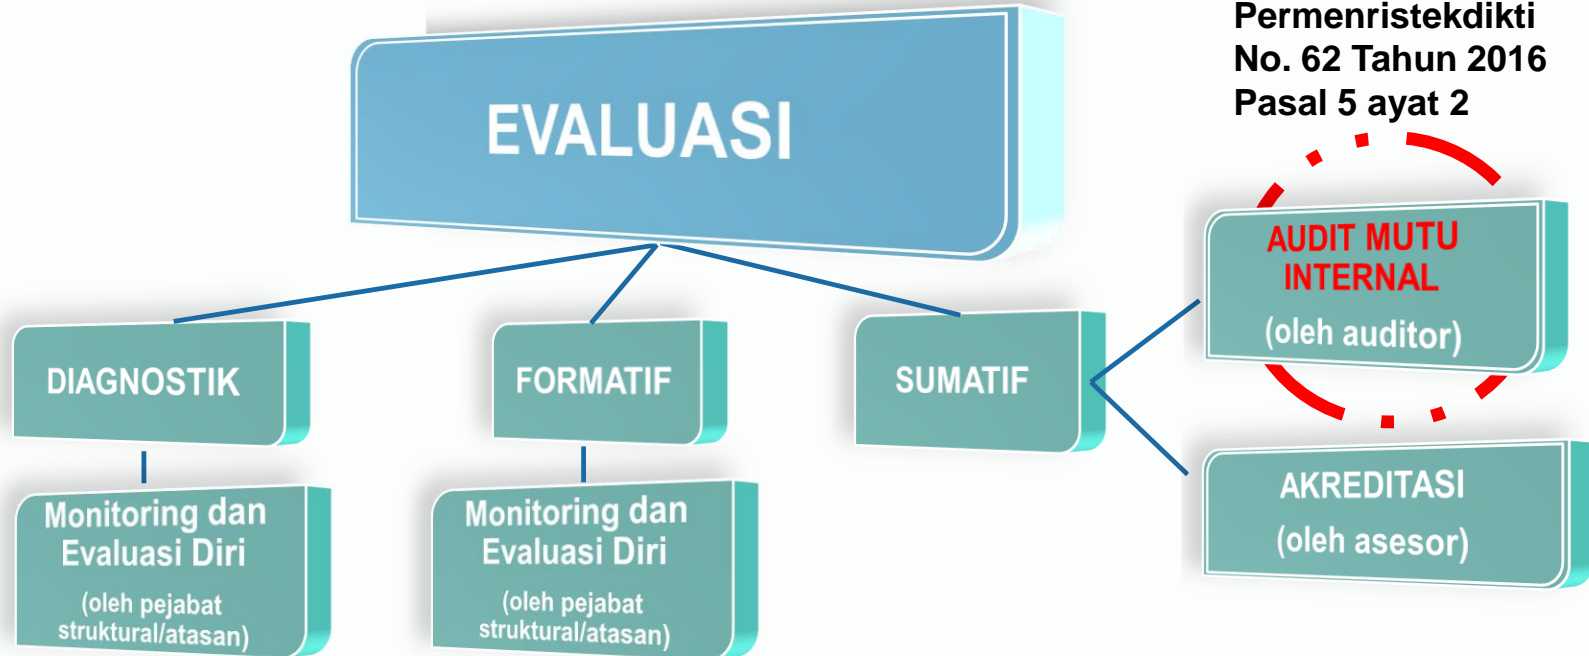 Permenristekdikti
No. 62 Tahun 2016
Pasal 5 ayat 2
EVALUASI
AUDIT MUTU
INTERNAL
(oleh auditor)
DIAGNOSTIK
FORMATIF
SUMATIF
AKREDITASI
(oleh asesor)
Monitoring dan
Evaluasi Diri
(oleh pejabat
struktural/atasan)
Monitoring dan
Evaluasi Diri
(oleh pejabat
struktural/atasan)